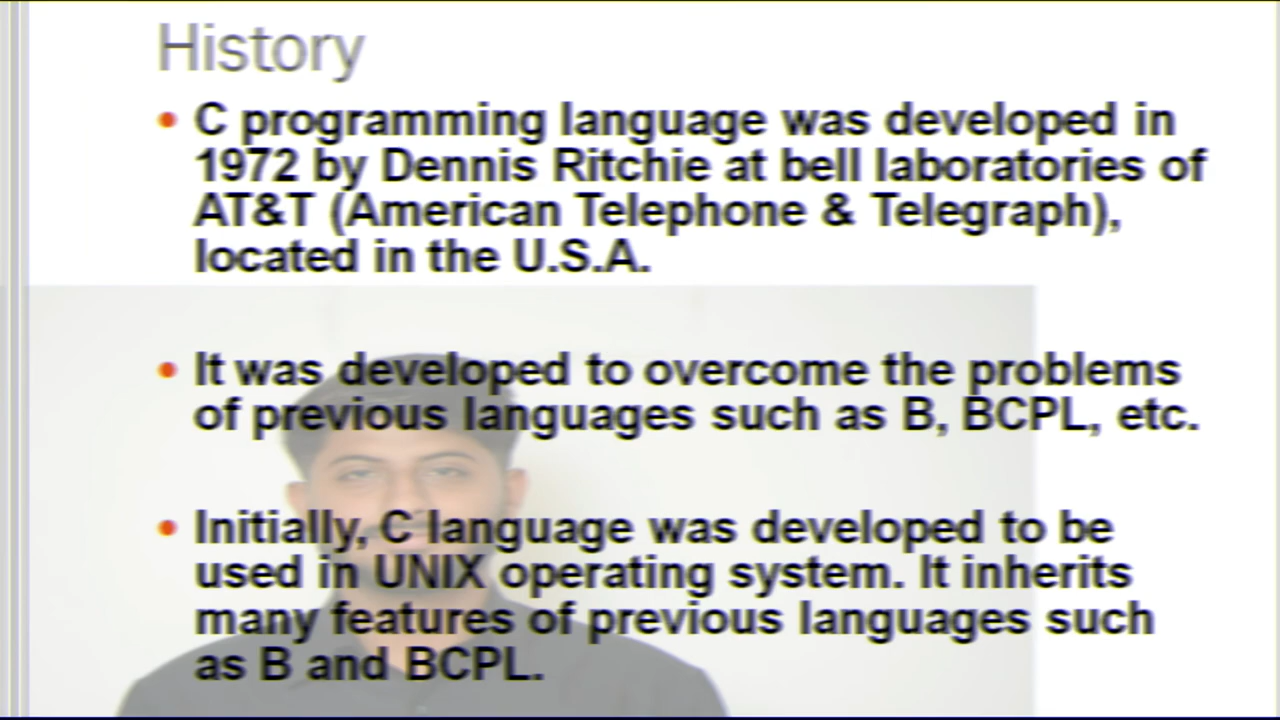 History
• C programming language was developed in
1972 by Dennis Ritchie at bell laboratories of
AT&T (American Telephone & Telegraph),
located in the U.S.A.
• It was developed to overcome the problems
of previous languages such as B, BCPL, etc.
• Initially, C language was developed to be
used in UNIX operating system. It inherits
many features of previous languages such
as B and BCPL.